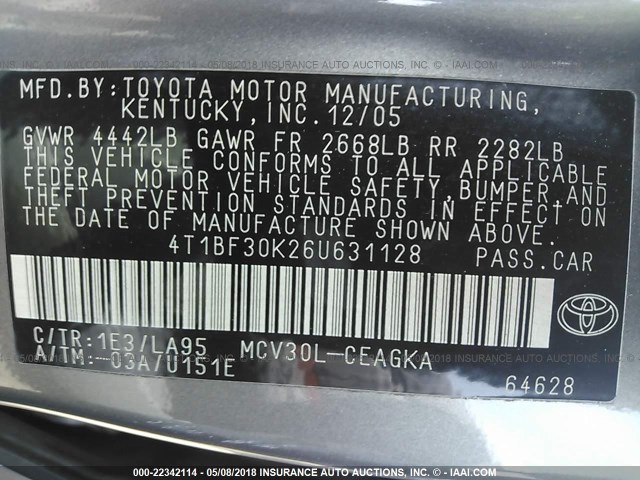 MFD.BY:TOYOTA MOTOR MANUFACTURING,
KENTUCKY,INC.12/05
GVWR 4442LB GAWR FR 2668LB RR 2282LB
THIS VEHICLE CONFORMS TO ALL APPLICABLE
FEDERAL MOTOR VEHICLE SAFETY,BUMPER,AND
THEFT PREVENTION STANDARDS IN EFFECT ON
THE DATE OF MANUFACTURE SHOWN ABOVE.
4T1BF30K26U631128 PASS.CAR
C/TR:1E3/LA95 MCV30L-CEAGKA
A/TM:-03A/U151E
64628
000-22342114 - 05/08/2018 INSURANCE AUTO AUCTIONS, INC. - IAAI.COM